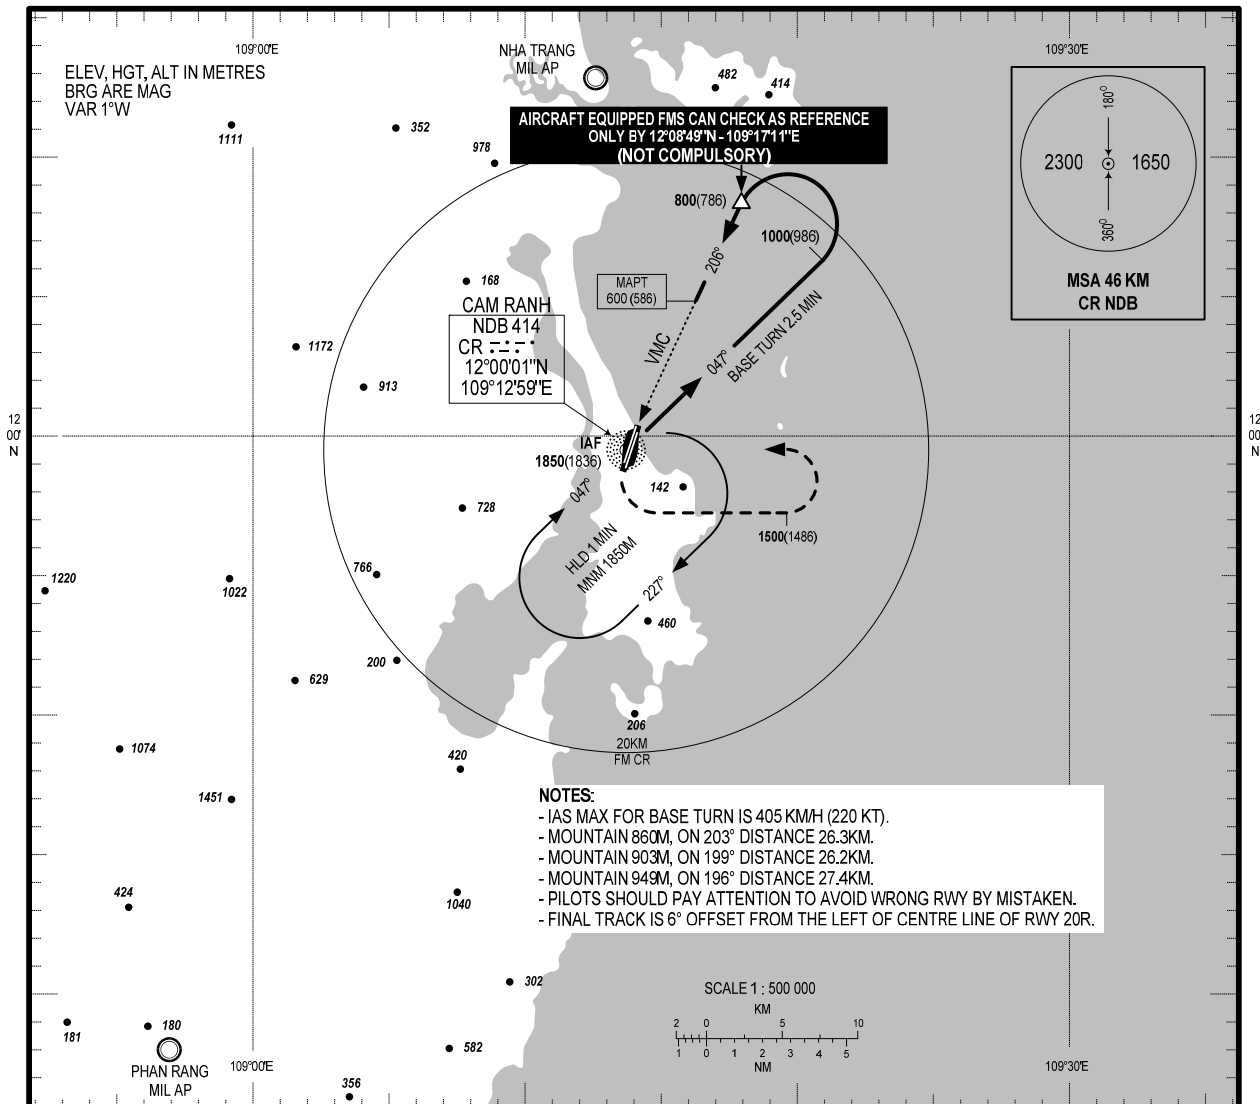 109°00'E
109°30'E
ELEV, HGT, ALT IN METRES
BRG ARE MAG
VAR 1°W
NHA TRANG
MIL AP
482
414
1111
352
978
AIRCRAFT EQUIPPED FMS CAN CHECK AS REFERENCE
ONLY BY 12°08'49"N - 109°17'11"E
(NOT COMPULSORY)
180°
2300
1650
360°
MSA 46 KM
CR NDB
800(786)
1000(986)
206°
MAPT
600 (586)
168
CAM RANH
NDB 414
CR
12°00'01"N
109°12'59"E
VMC
047°
BASE TURN 2.5 MIN
1172
913
12
00'
N
12
00'
N
IAF
1850(1836)
047°
142
728
1500(1486)
HLD 1 MIN
MNM 1850M
227°
766
1220
1022
460
200
629
206
20KM
FM CR
1074
420
1451
NOTES:
- IAS MAX FOR BASE TURN IS 405 KM/H (220 KT).
- MOUNTAIN 860M, ON 203° DISTANCE 26.3KM.
- MOUNTAIN 903M, ON 199° DISTANCE 26.2KM.
- MOUNTAIN 949M, ON 196° DISTANCE 27.4KM.
- PILOTS SHOULD PAY ATTENTION TO AVOID WRONG RWY BY MISTAKEN.
- FINAL TRACK IS 6° OFFSET FROM THE LEFT OF CENTRE LINE OF RWY 20R.
424
1040
302
SCALE 1 : 500 000
KM
2 0 5 10
1 0 1 2 3 4 5
NM
181
180
582
PHAN RANG
MIL AP
109°00'E
109°30'E
356